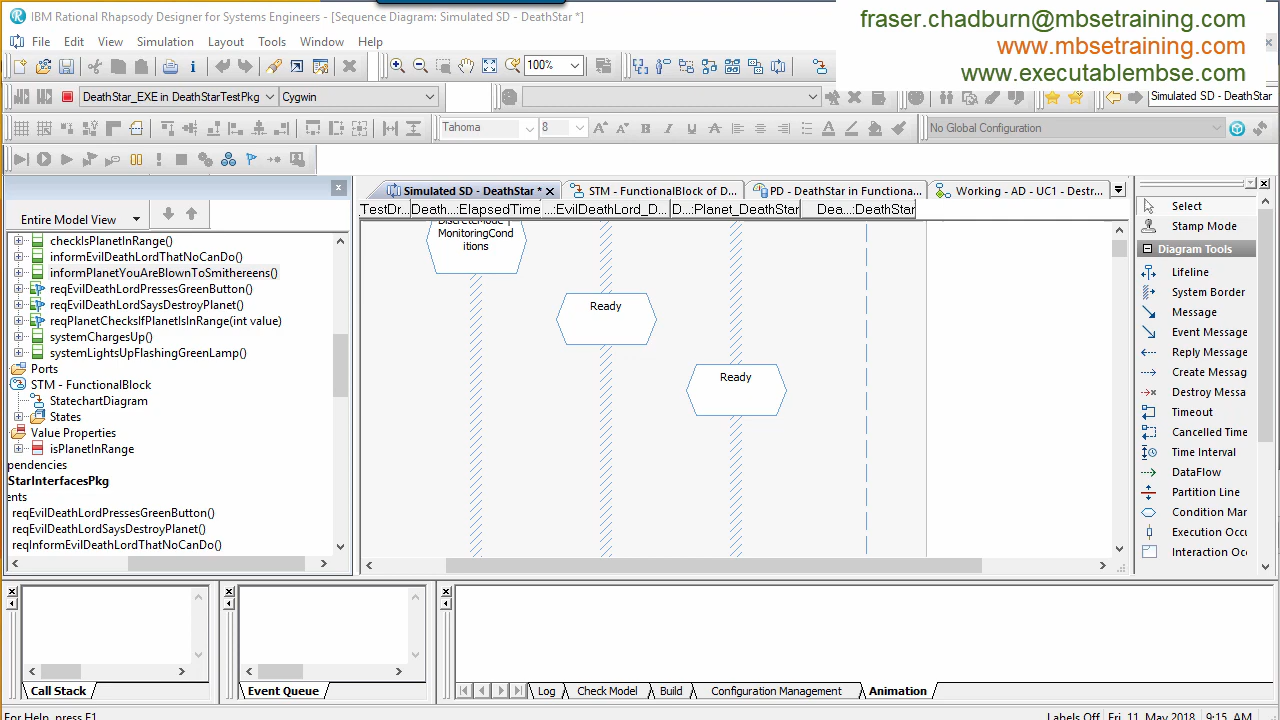 IBM Rational Rhapsody Designer for Systems Engineers - [Sequence Diagram: Simulated SD - DeathStar *]
fraser.chadburn@mbsetraining.com
www.mbsetraining.com
www.executablembse.com
File Edit View Simulation Layout Tools Window Help
100%
DeathStar_EXE in DeathStarTestPkg Cygwin Simulated SD - DeathStar
Tahoma 8 No Global Configuration
Simulated SD - DeathStar * STM - FunctionalBlock of D... PD - DeathStar in Functiona... Working - AD - UC1 - Destr...
TestDr... Death...:ElapsedTime ...:EvilDeathLord_D... D...:Planet_DeathStar Dea...:DeathStar
Entire Model View
checkIsPlanetInRange()
informEvilDeathLordThatNoCanDo()
informPlanetYouAreBlownToSmithereens()
reqEvilDeathLordPressesGreenButton()
reqEvilDeathLordSaysDestroyPlanet()
reqPlanetChecksIfPlanetIsInRange(int value)
systemChargesUp()
systemLightsUpFlashingGreenLamp()
Ports
STM - FunctionalBlock
StatechartDiagram
States
Value Properties
isPlanetInRange
pendencies
StarInterfacesPkg
ents
reqEvilDeathLordPressesGreenButton()
reqEvilDeathLordSaysDestroyPlanet()
reqInformEvilDeathLordThatNoCanDo()
MonitoringCond
itions
Ready
Ready
Select
Stamp Mode
Diagram Tools
Lifeline
System Border
Message
Event Message
Reply Message
Create Messag
Destroy Messa
Timeout
Cancelled Time
Time Interval
DataFlow
Partition Line
Condition Mar
Execution Occu
Interaction Oc
Call Stack
Event Queue
Log Check Model Build Configuration Management Animation
For Help, press F1 Labels Off Fri, 11, May 2018 9:15 AM